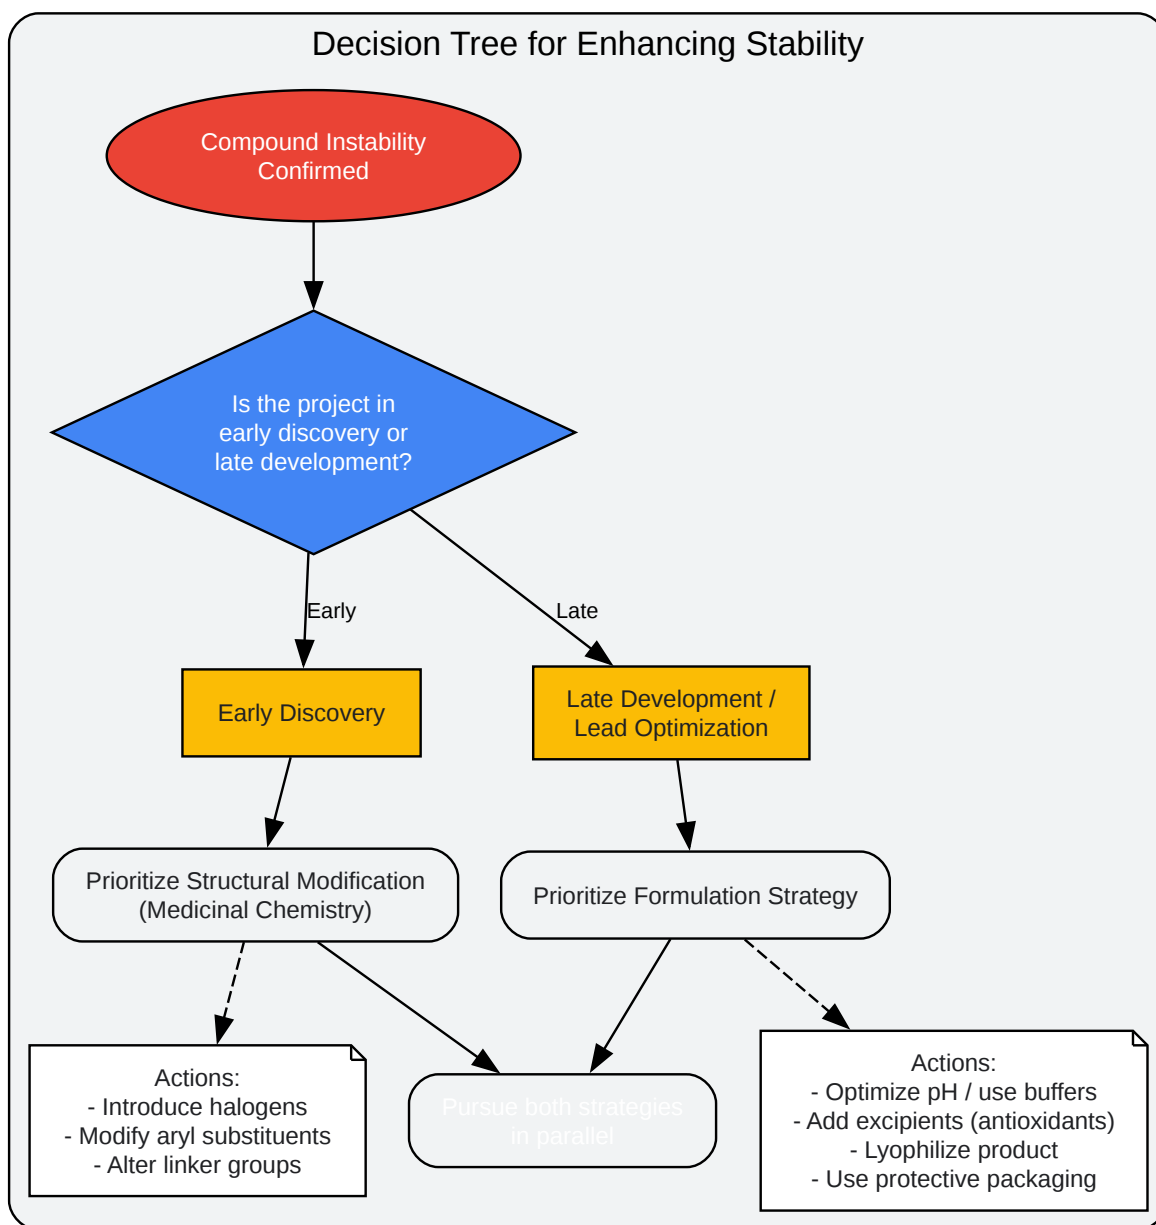 Decision Tree for Enhancing Stability
Compound Instability
Confirmed
Is the project in
early discovery or
late development?
Early
Late
Early Discovery
Late Development /
Lead Optimization
Prioritize Structural Modification
(Medicinal Chemistry)
Prioritize Formulation Strategy
Actions:
- Introduce halogens
- Modify aryl substituents
- Alter linker groups
Pursue both strategies
in parallel
Actions:
- Optimize pH / use buffers
- Add excipients (antioxidants)
- Lyophilize product
- Use protective packaging